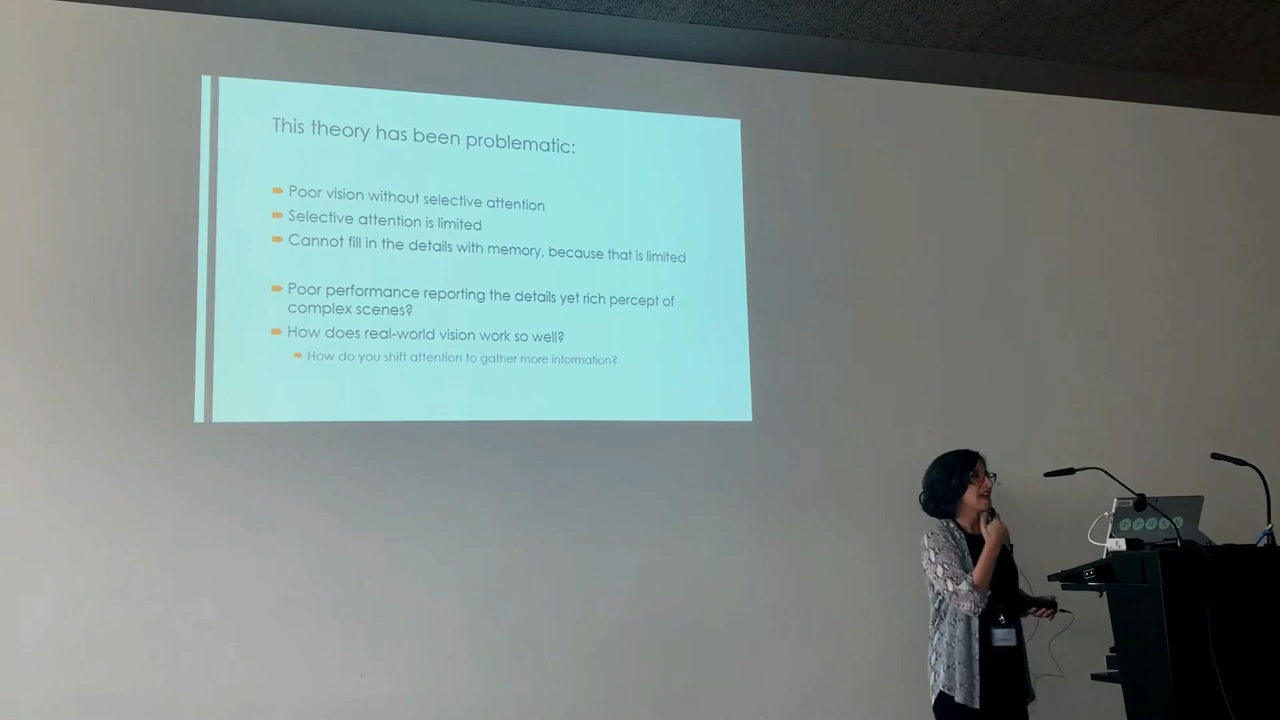 This theory has been problematic:
Poor vision without selective attention
Selective attention is limited
Cannot fill in the details with memory, because that is limited
Poor performance reporting the details yet rich percept of
complex scenes?
How does real-world vision work so well?
How do you shift attention to gather more information?